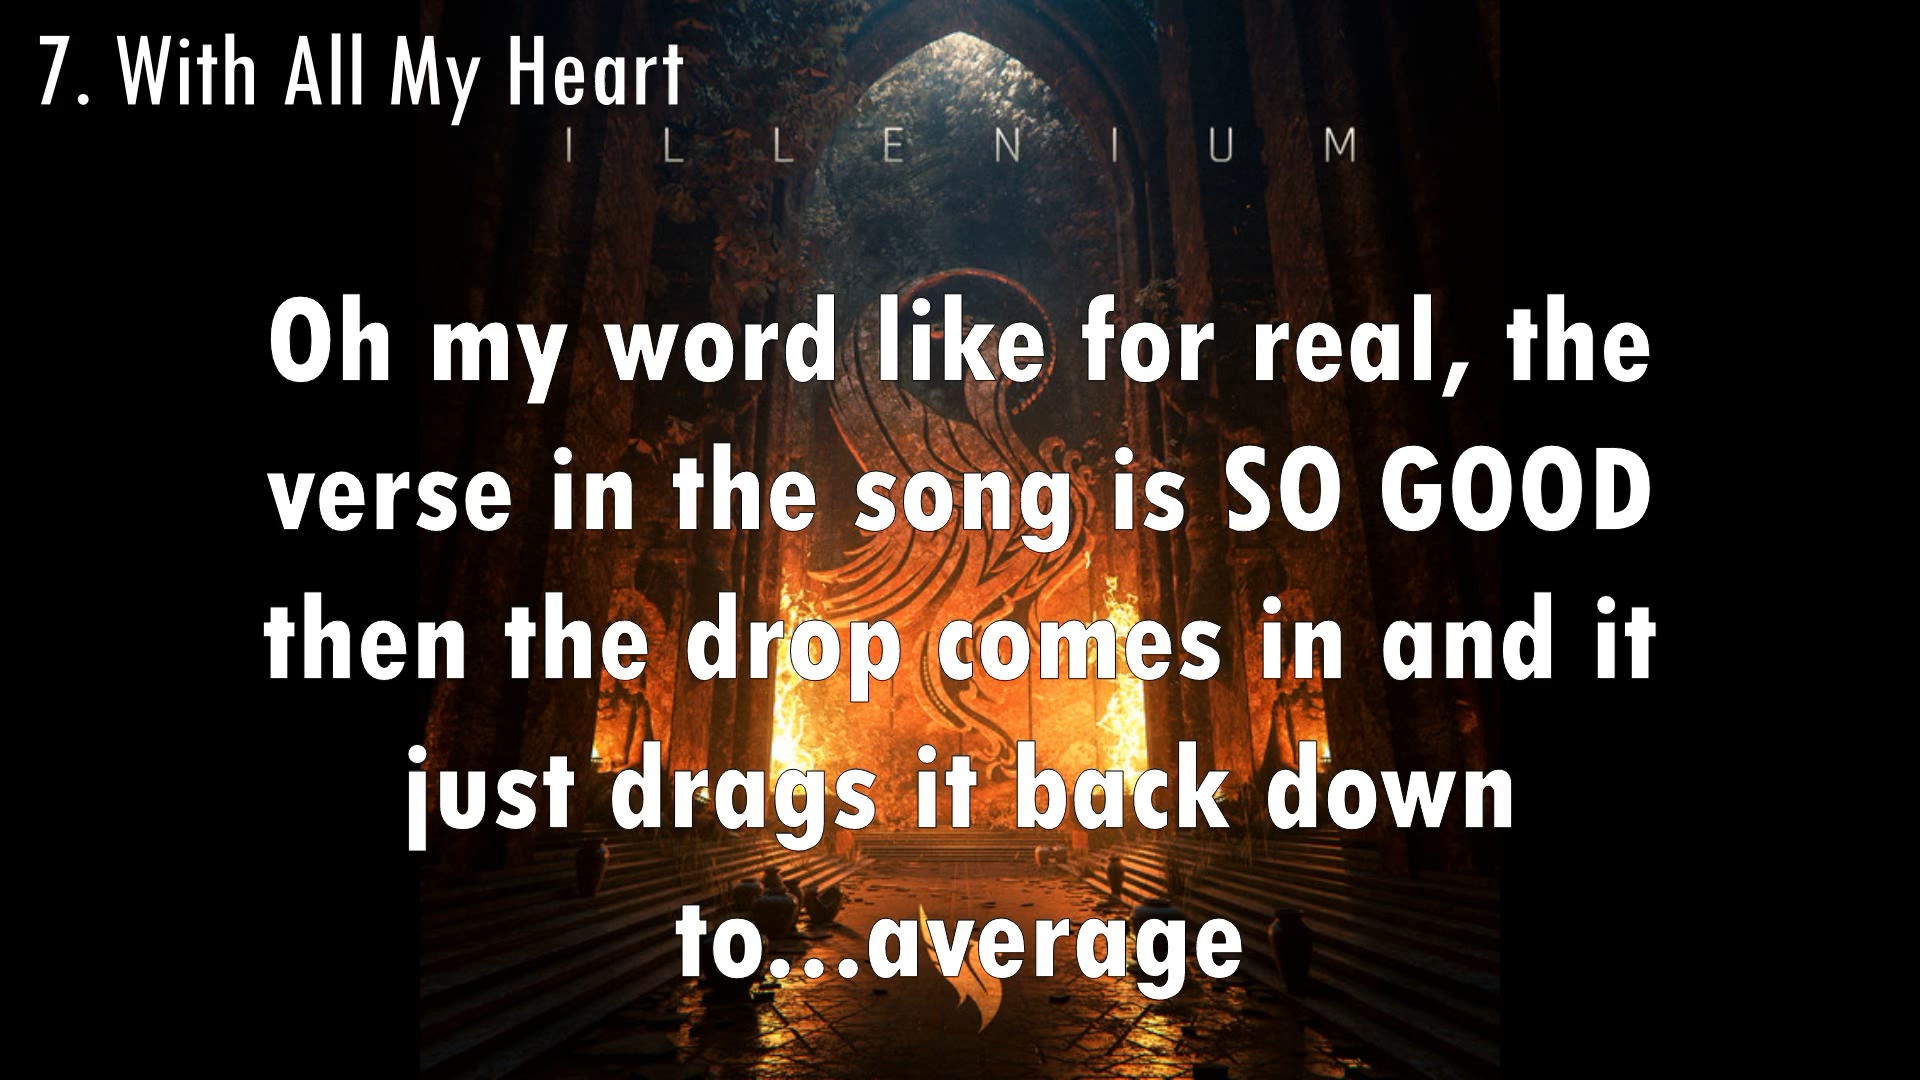 7. With All My Heart
ILLENIUM
Oh my word like for real, the
verse in the song is SO GOOD
then the drop comes in and it
just drags it back down
to...average